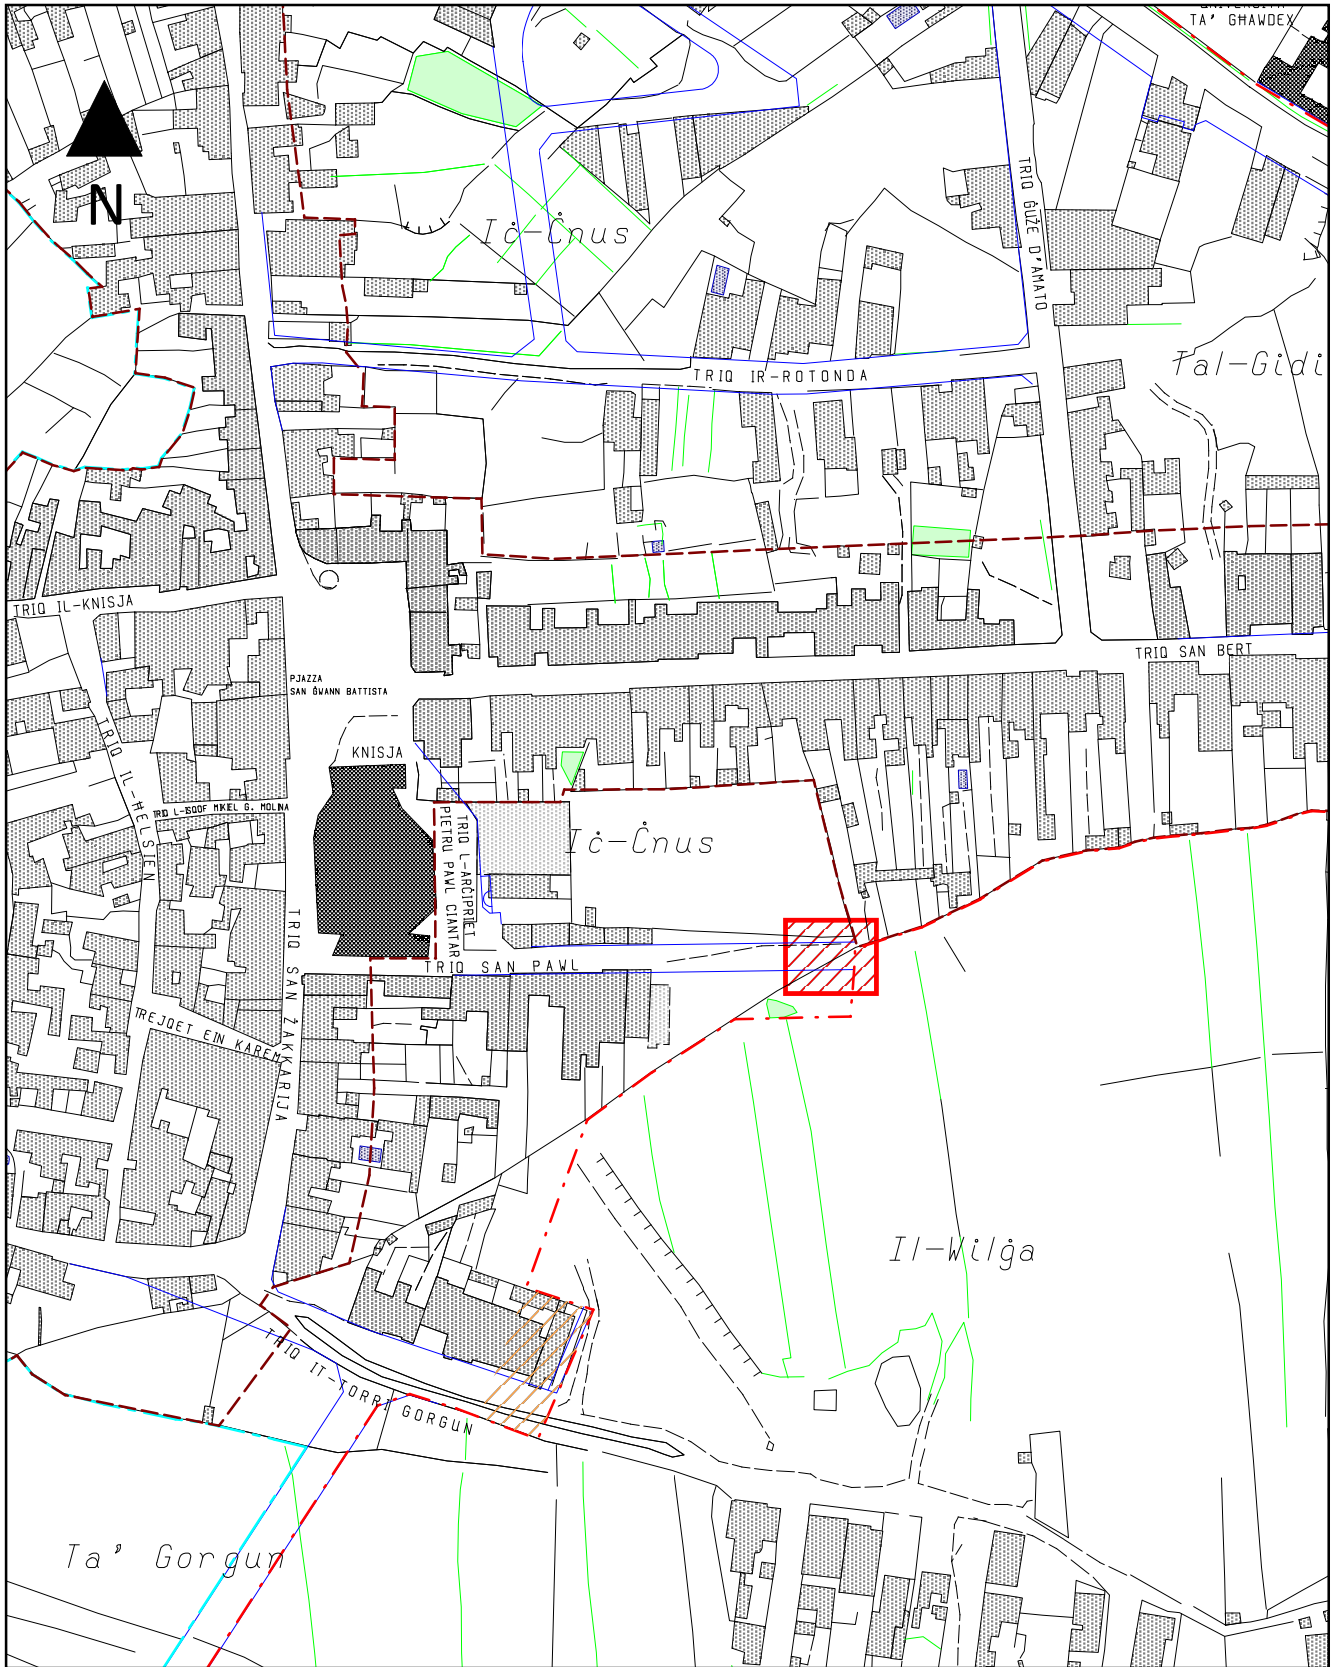 TA' GĦAWDEX
N
Iċ-Ċnus
TRIQ ĠUŻE D'AMATO
TRIQ IR-ROTONDA
Tal-Gidi
TRIQ IL-KNISJA
TRIQ SAN BERT
PJAZZA
SAN ĠWANN BATTISTA
KNISJA
TRIQ IL-ĦELSIEN
TRIQ L-ISQOF MIKIEL G. MOLINA
TRIQ L-ARĊIPRIET
PIETRU PAWL CIANTAR
Iċ-Ċnus
TRIQ SAN PAWL
TRIQ SAN ŻAKKARIJA
TREJQET EIN KAREM
Il-Wilġa
TRIQ IT-TORRI GORGUN
Ta' Gorgun